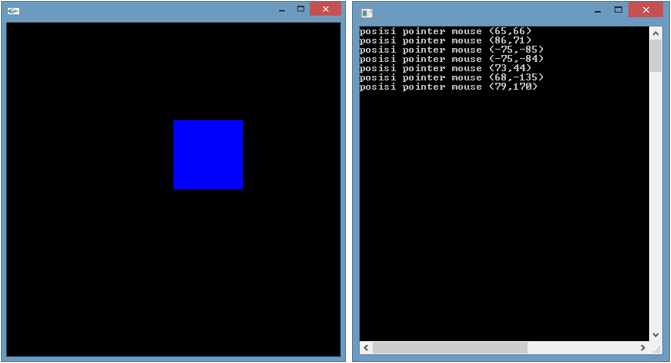 posisi pointer mouse (65,66)
posisi pointer mouse (86,71)
posisi pointer mouse (-75,-85)
posisi pointer mouse (-75,-84)
posisi pointer mouse (73,44)
posisi pointer mouse (68,-135)
posisi pointer mouse (79,170)